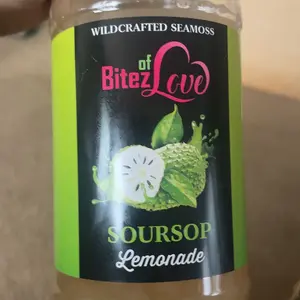 WILDCRAFTED SEAMOSS
of
Bitez Love
SOURSOP
Lemonade